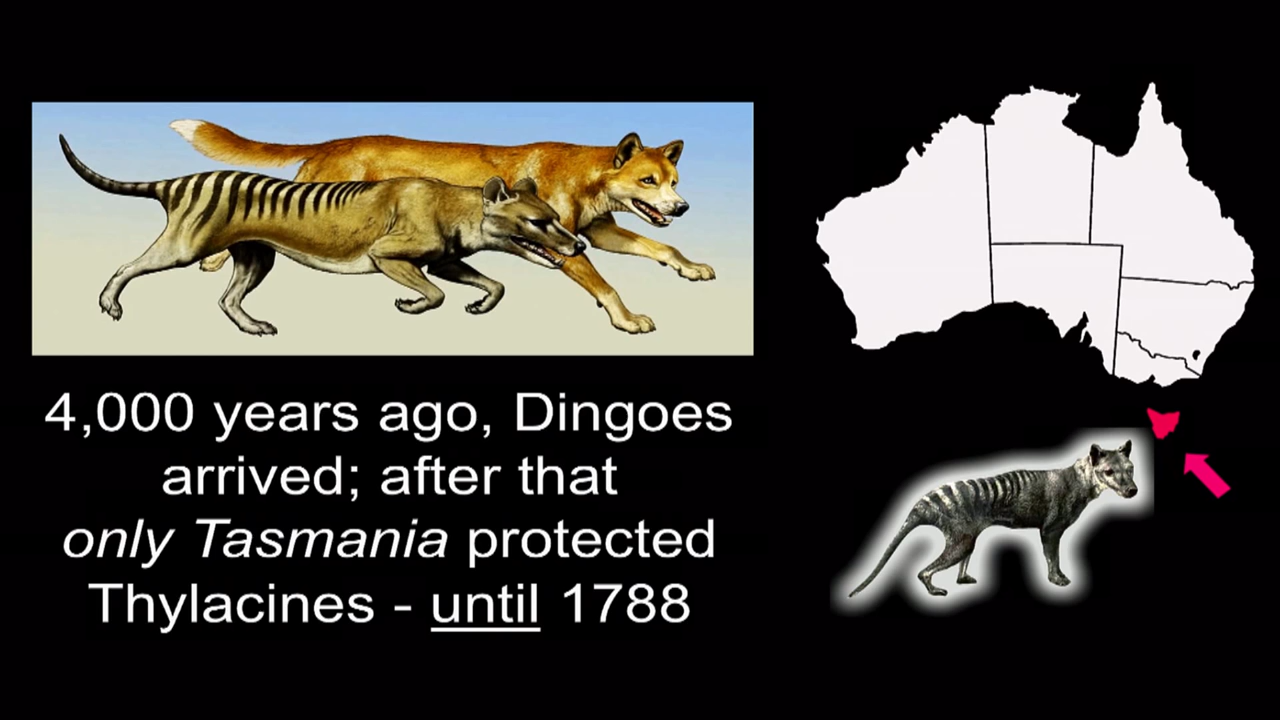 4,000 years ago, Dingoes
arrived; after that
only Tasmania protected
Thylacines - until 1788